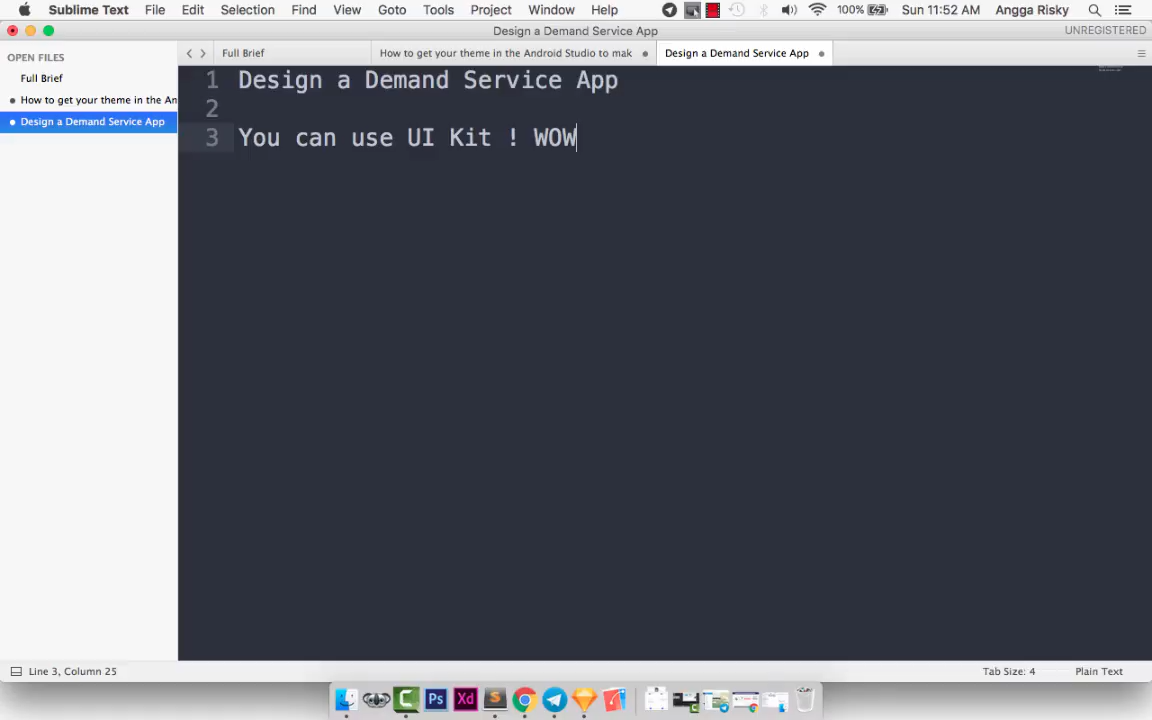 Sublime Text File Edit Selection Find View Goto Tools Project Window Help 100% Sun 11:52 AM Angga Risky
Design a Demand Service App
UNREGISTERED
OPEN FILES
Full Brief
How to get your theme in the An
Design a Demand Service App
Full Brief
How to get your theme in the Android Studio to mak
Design a Demand Service App
1 Design a Demand Service App
2
3 You can use UI Kit ! WOW
Line 3, Column 25
Tab Size: 4
Plain Text
Ps
Xd